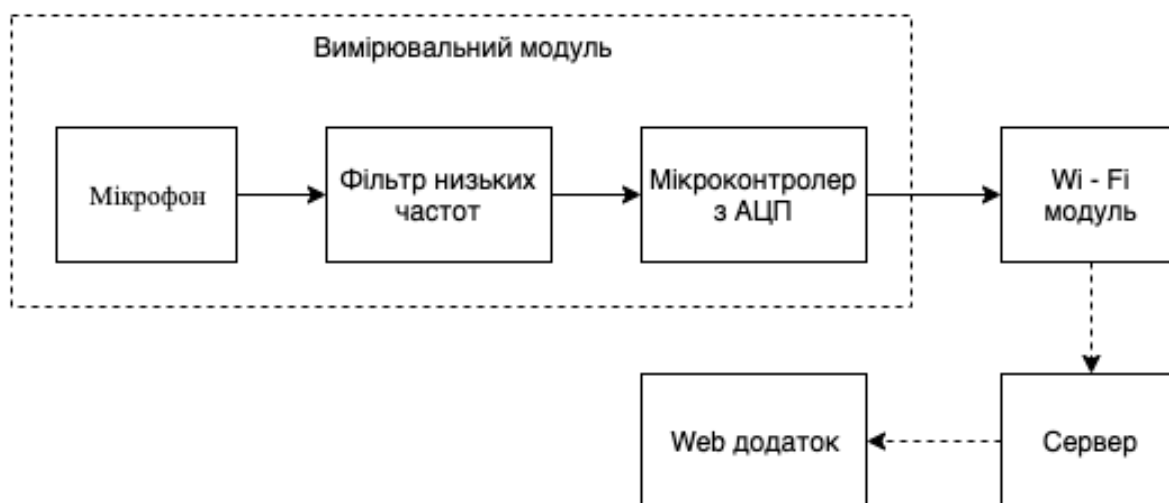 Вимірювальний модуль
Мікрофон
Фільтр низьких
частот
Мікроконтролер
з АЦП
Wi - Fi
модуль
Web додаток
Сервер